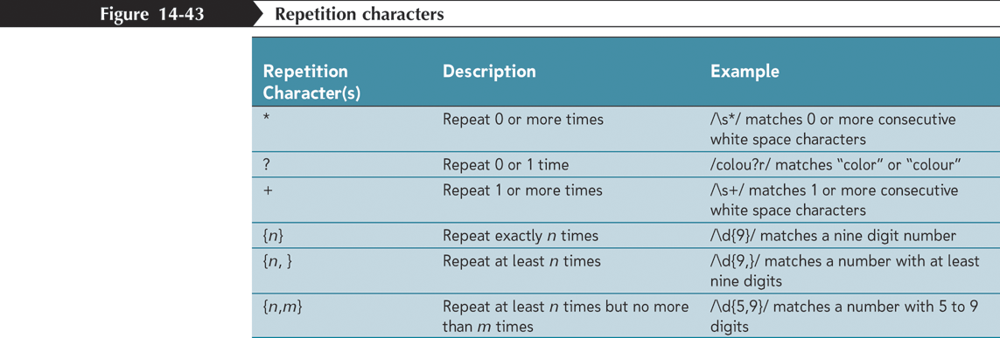 Figure 14-43 Repetition characters
Repetition Character(s) Description Example
* Repeat 0 or more times /\s*/ matches 0 or more consecutive
white space characters
? Repeat 0 or 1 time /colou?r/ matches “color” or “colour”
+ Repeat 1 or more times /\s+/ matches 1 or more consecutive
white space characters
{n} Repeat exactly n times /\d{9}/ matches a nine digit number
{n, } Repeat at least n times /\d{9,}/ matches a number with at least
nine digits
{n,m} Repeat at least n times but no more
than m times
/\d{5,9}/ matches a number with 5 to 9
digits